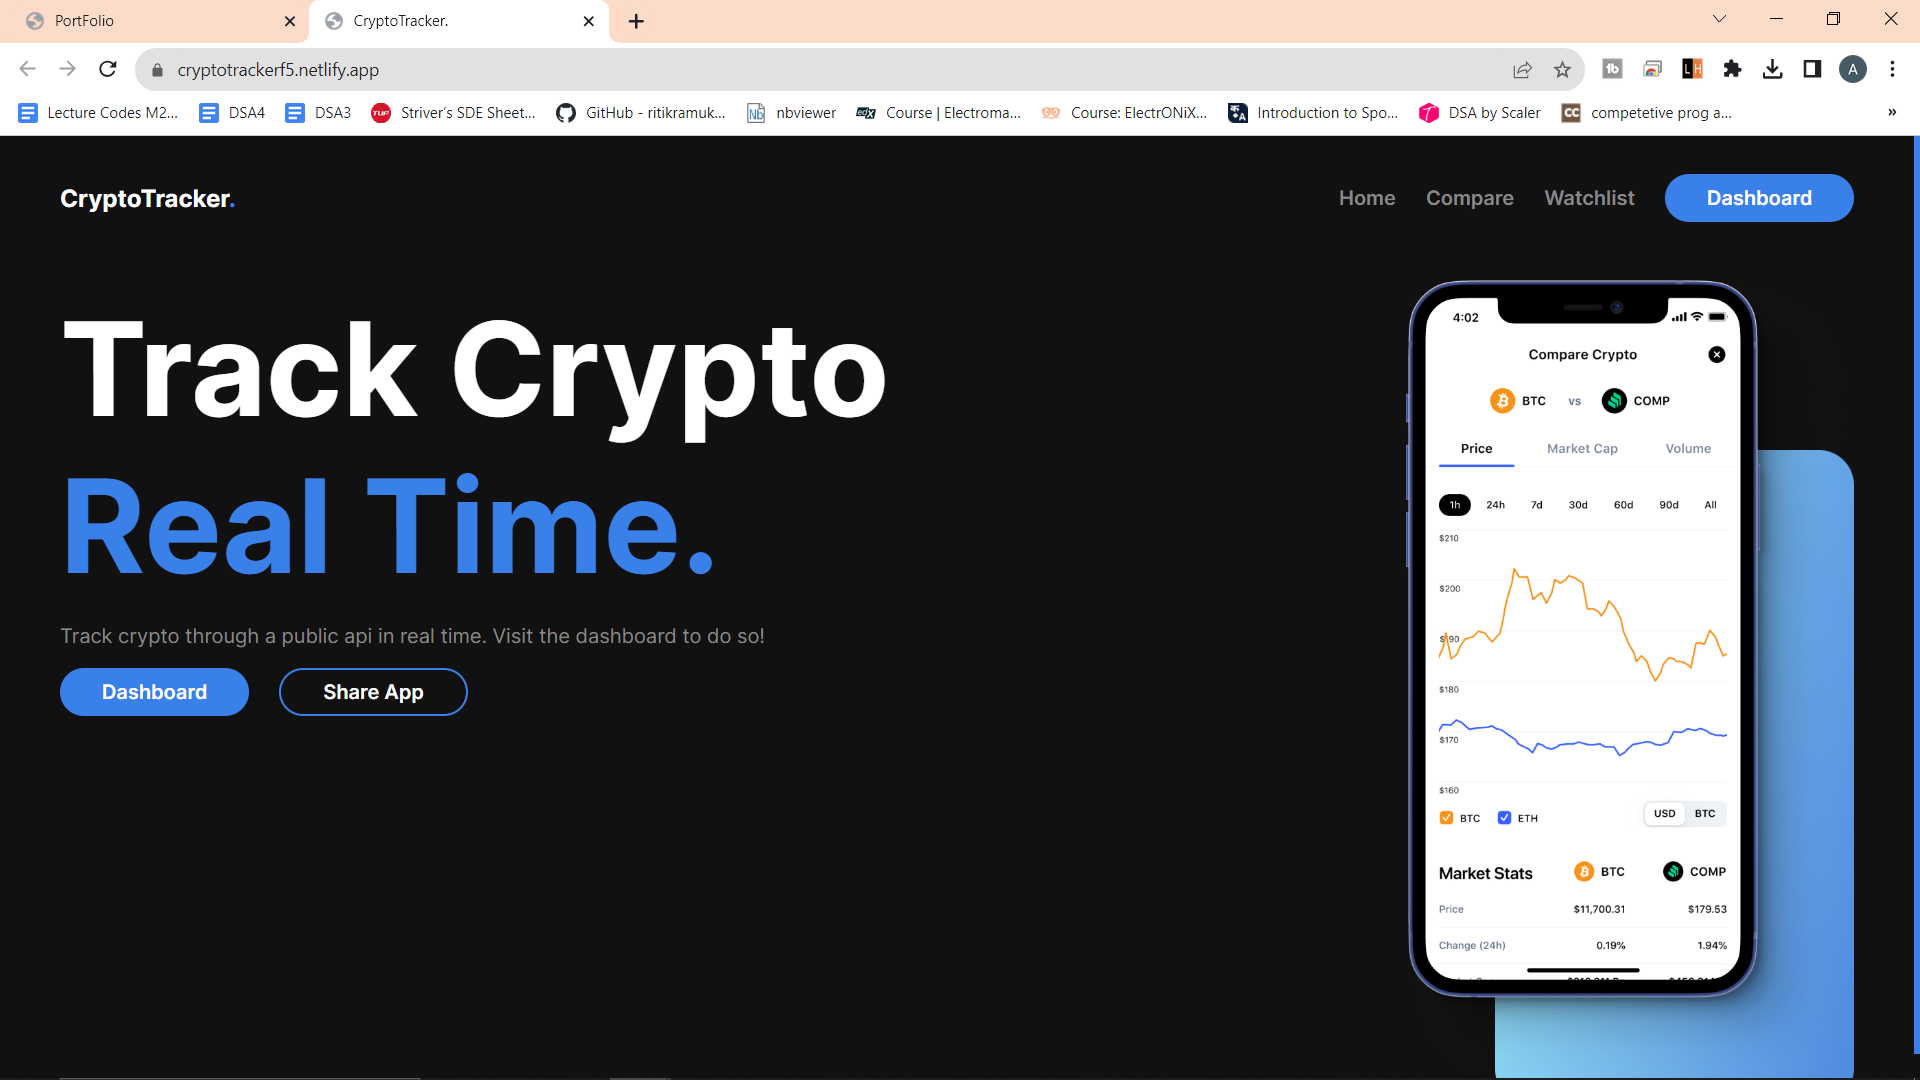 PortFolio
CryptoTracker.
cryptotrackerf5.netlify.app
A
Lecture Codes M2...
DSA4
DSA3
TUF
Striver's SDE Sheet...
GitHub - ritikramuk...
nbviewer
edX
Course | Electroma...
Course: ElectrONiX...
Introduction to Spo...
DSA by Scaler
CC
competetive prog a...
»
CryptoTracker.
Home
Compare
Watchlist
Dashboard
Track Crypto
Real Time.
Track crypto through a public api in real time. Visit the dashboard to do so!
Dashboard
Share App
4:02
Compare Crypto
BTC vs COMP
Price Market Cap Volume
1h 24h 7d 30d 60d 90d All
$210
$200
$190
$180
$170
$160
BTC ETH
USD BTC
Market Stats BTC COMP
Price $11,700.31 $179.53
Change (24h) 0.19% 1.94%